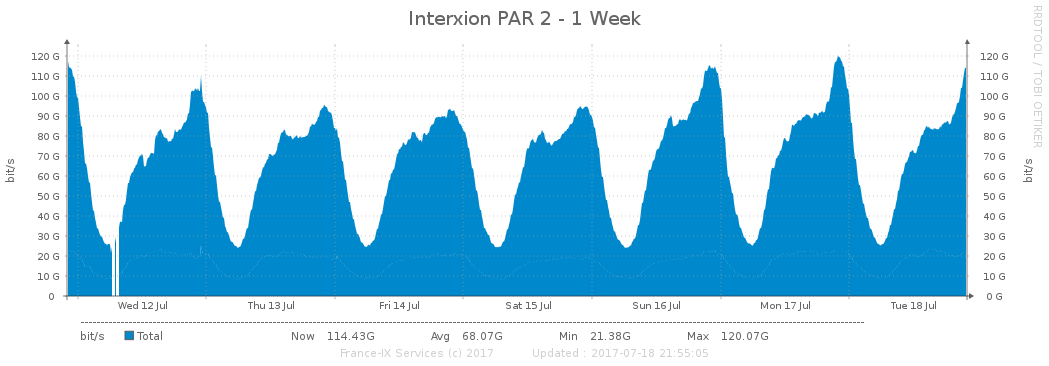 Interxion PAR 2 - 1 Week
RRDTOOL / TOBI OETIKER
bit/s
120 G 120 G
110 G 110 G
100 G 100 G
90 G 90 G
80 G 80 G
70 G 70 G
60 G 60 G
50 G 50 G
40 G 40 G
30 G 30 G
20 G 20 G
10 G 10 G
0 0 G
bit/s
Wed 12 Jul Thu 13 Jul Fri 14 Jul Sat 15 Jul Sun 16 Jul Mon 17 Jul Tue 18 Jul
bit/s Total Now 114.43G Avg 68.07G Min 21.38G Max 120.07G
France-IX Services (c) 2017 Updated : 2017-07-18 21:55:05